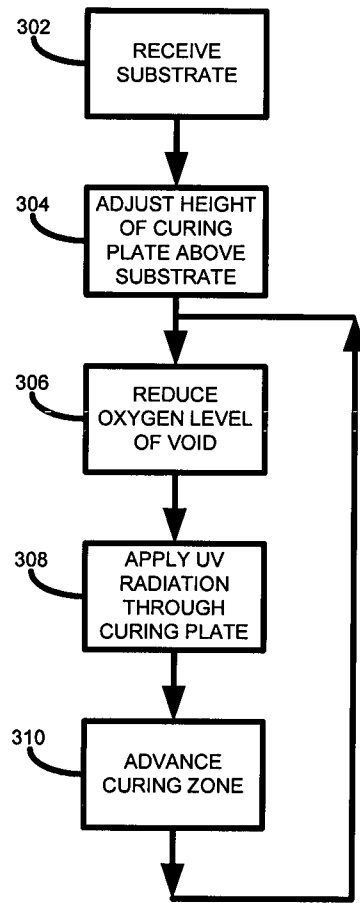 302
RECEIVE
SUBSTRATE
304
ADJUST HEIGHT
OF CURING
PLATE ABOVE
SUBSTRATE
306
REDUCE
OXYGEN LEVEL
OF VOID
308
APPLY UV
RADIATION
THROUGH
CURING PLATE
310
ADVANCE
CURING ZONE